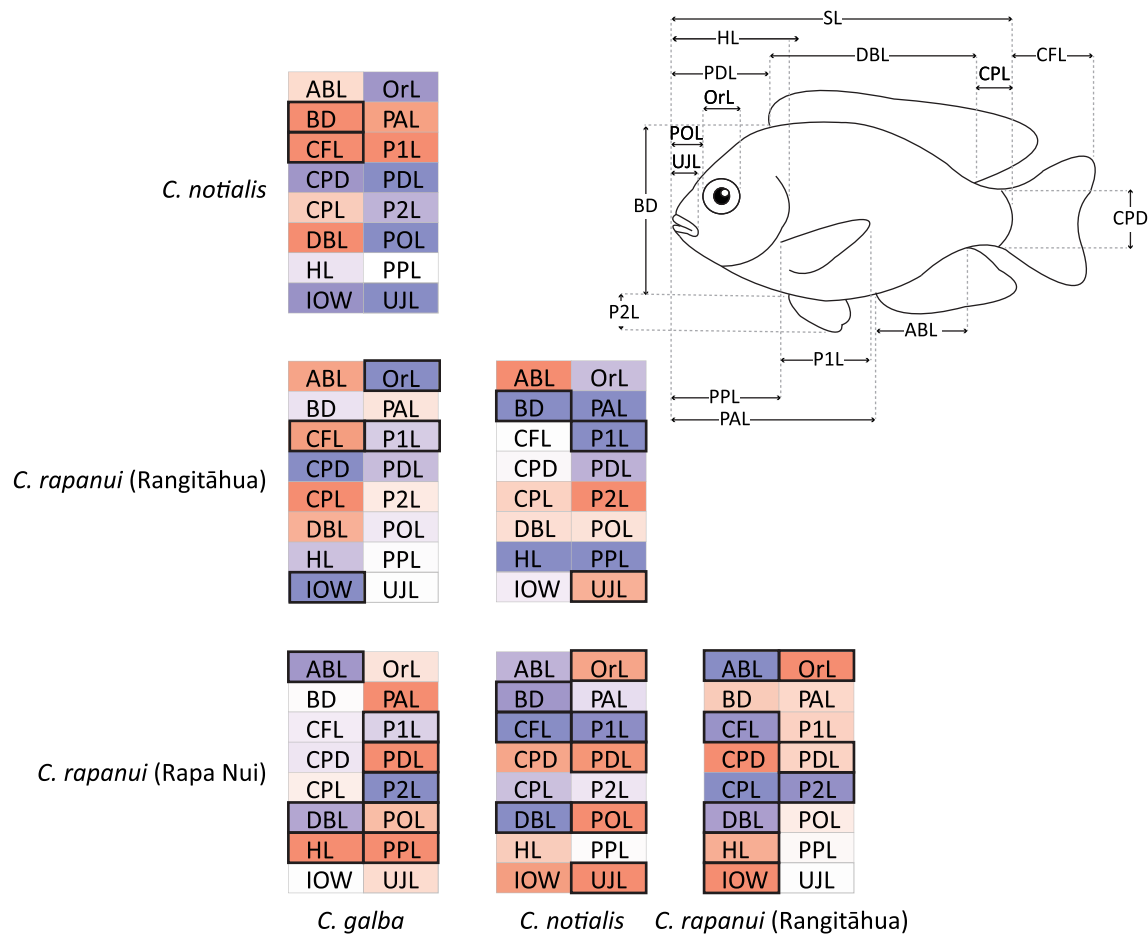 SL
HL
DBL
CFL
PDL
CPL
OrL
POL
UJL
BD
CPD
P2L
ABL
P1L
PPL
PAL
C. notialis
ABL OrL
BD PAL
CFL P1L
CPD PDL
CPL P2L
DBL POL
HL PPL
IOW UJL
C. rapanui (Rangitāhua)
ABL OrL
BD PAL
CFL P1L
CPD PDL
CPL P2L
DBL POL
HL PPL
IOW UJL
ABL OrL
BD PAL
CFL P1L
CPD PDL
CPL P2L
DBL POL
HL PPL
IOW UJL
C. rapanui (Rapa Nui)
ABL OrL
BD PAL
CFL P1L
CPD PDL
CPL P2L
DBL POL
HL PPL
IOW UJL
ABL OrL
BD PAL
CFL P1L
CPD PDL
CPL P2L
DBL POL
HL PPL
IOW UJL
ABL OrL
BD PAL
CFL P1L
CPD PDL
CPL P2L
DBL POL
HL PPL
IOW UJL
C. galba
C. notialis
C. rapanui (Rangitāhua)